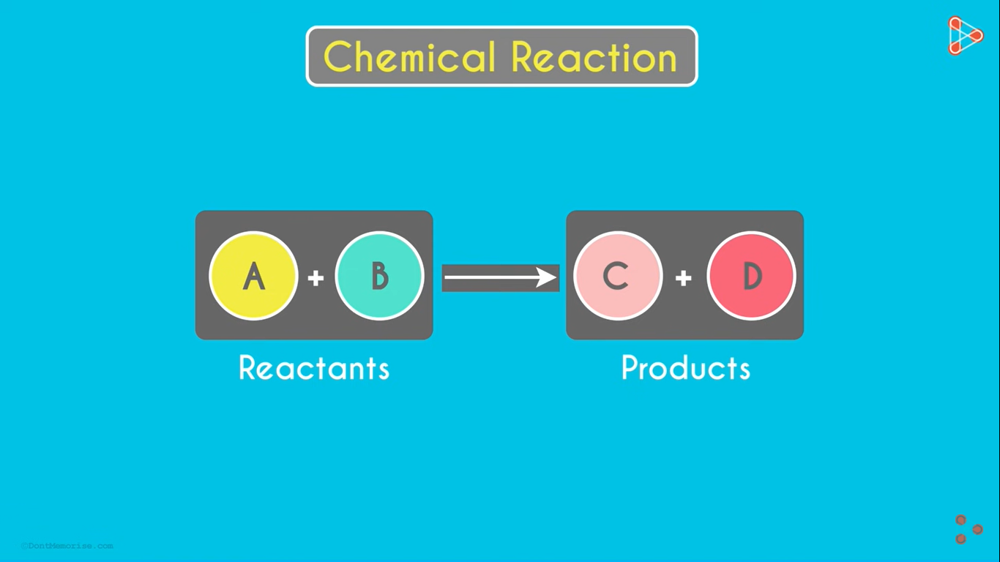 Chemical Reaction
A + B
C + D
Reactants
Products
©DontMemorise.com